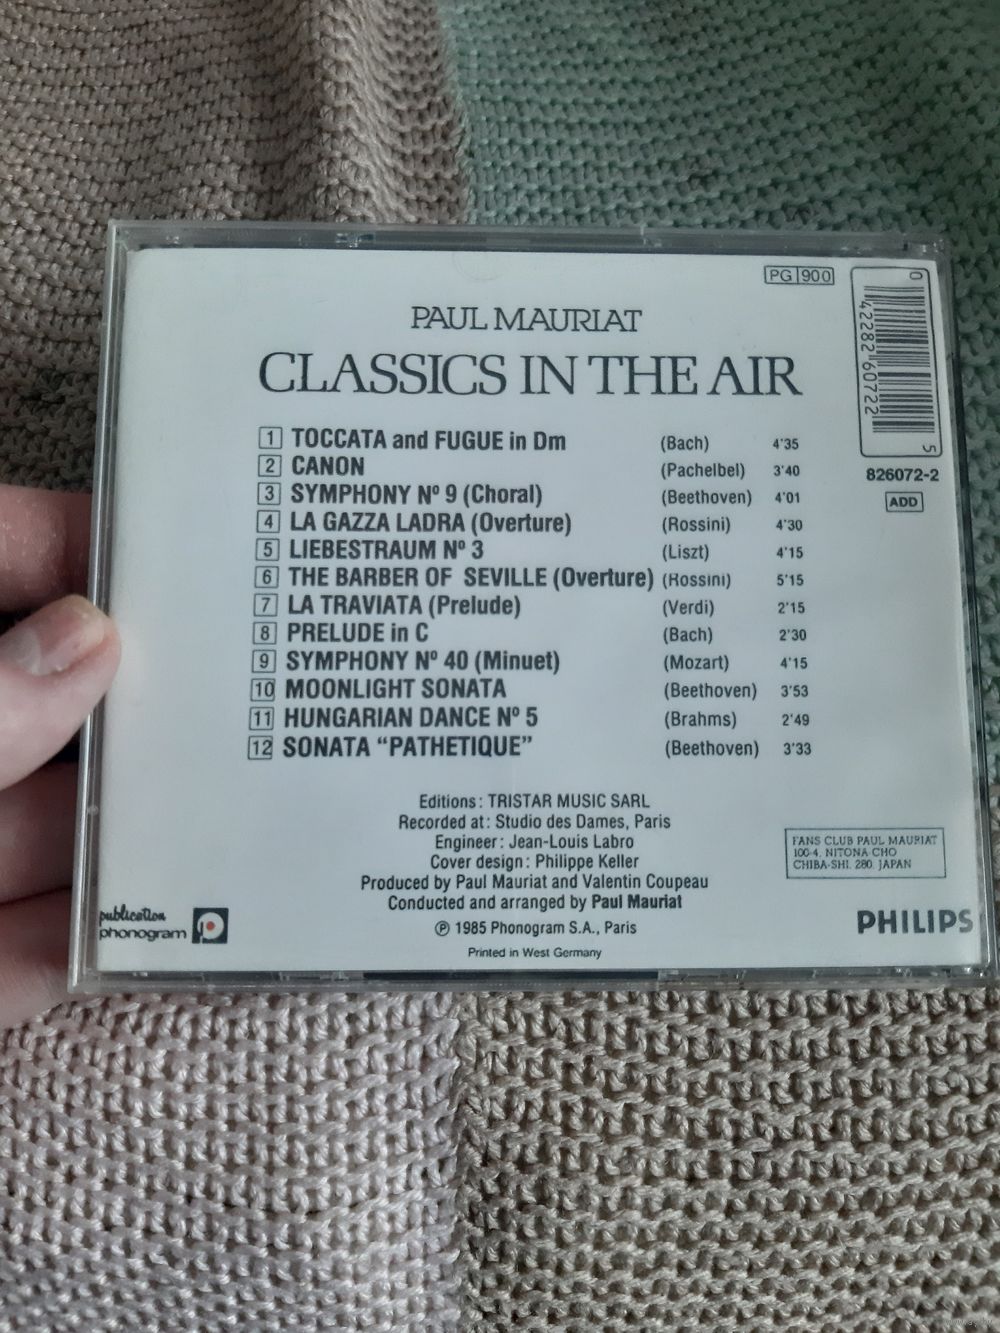 PG 900
PAUL MAURIAT
CLASSICS IN THE AIR
1 TOCCATA and FUGUE in Dm (Bach) 4'35
2 CANON (Pachelbel) 3'40
3 SYMPHONY Nº 9 (Choral) (Beethoven) 4'01
4 LA GAZZA LADRA (Overture) (Rossini) 4'30
5 LIEBESTRAUM Nº 3 (Liszt) 4'15
6 THE BARBER OF SEVILLE (Overture) (Rossini) 5'15
7 LA TRAVIATA (Prelude) (Verdi) 2'15
8 PRELUDE in C (Bach) 2'30
9 SYMPHONY Nº 40 (Minuet) (Mozart) 4'15
10 MOONLIGHT SONATA (Beethoven) 3'53
11 HUNGARIAN DANCE Nº 5 (Brahms) 2'49
12 SONATA “PATHETIQUE” (Beethoven) 3'33
0 42282 60722 5
826072-2
ADD
Editions: TRISTAR MUSIC SARL
Recorded at: Studio des Dames, Paris
Engineer: Jean-Louis Labro
Cover design: Philippe Keller
Produced by Paul Mauriat and Valentin Coupeau
Conducted and arranged by Paul Mauriat
℗ 1985 Phonogram S.A., Paris
Printed in West Germany
FANS CLUB PAUL MAURIAT
100-4, NITONA-CHO
CHIBA-SHI, 280, JAPAN
publication
phonogram
PHILIPS